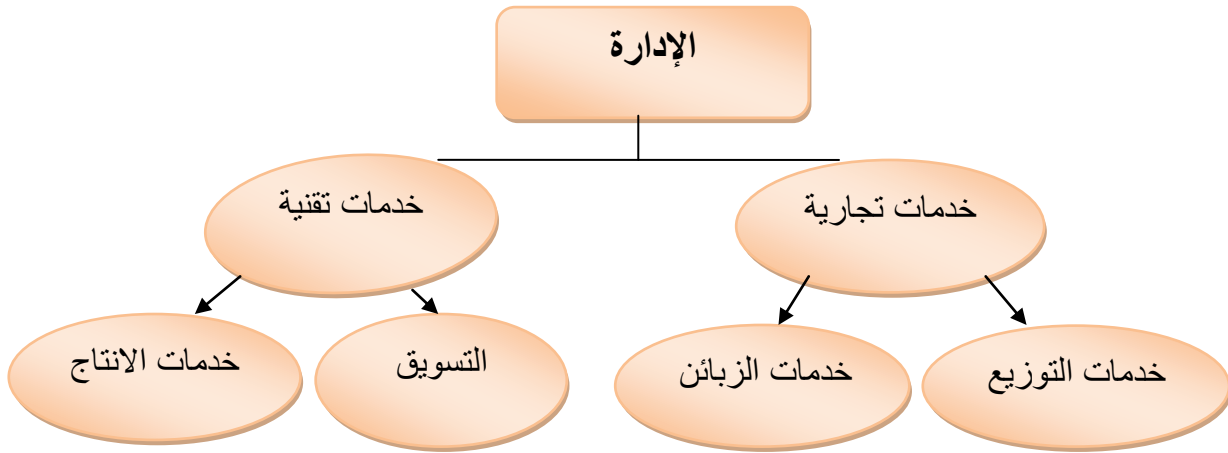 الإدارة
خدمات تجارية
خدمات تقنية
خدمات التوزيع
خدمات الزبائن
التسويق
خدمات الانتاج